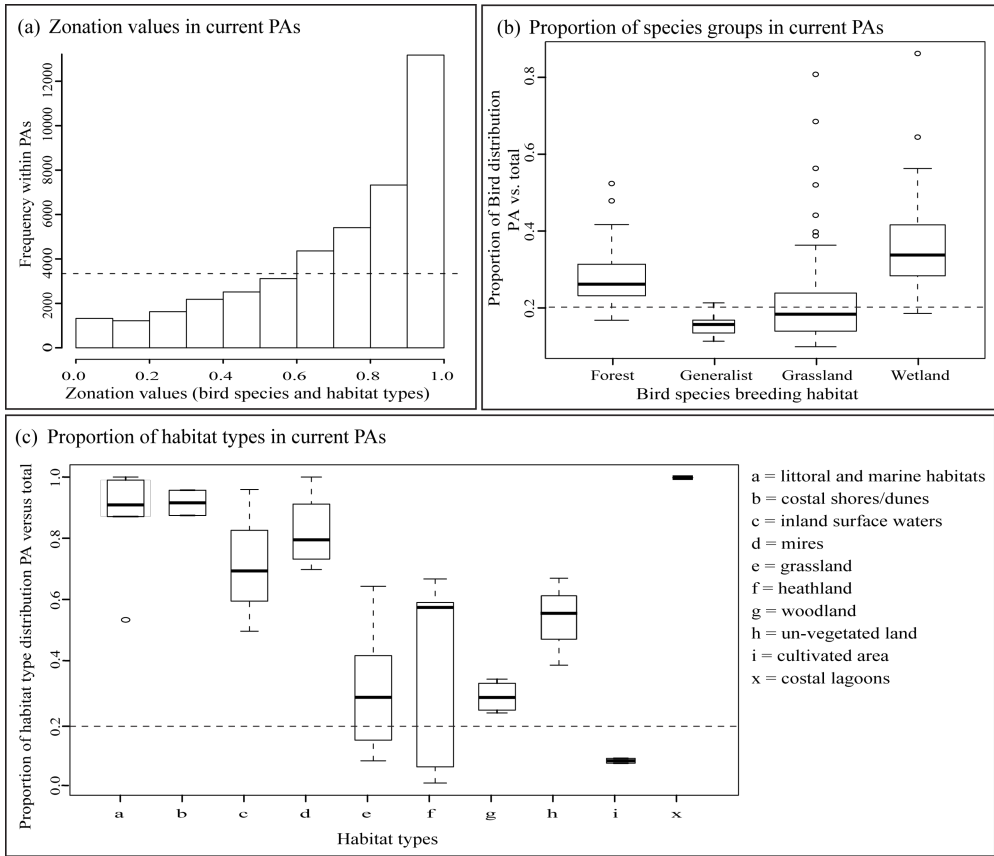 (a) Zonation values in current PAs
Frequency within PAs
0
2000
4000
6000
8000
10000
12000
0.0
0.2
0.4
0.6
0.8
1.0
Zonation values (bird species and habitat types)
(b) Proportion of species groups in current PAs
Proportion of Bird distribution
PA vs. total
0.2
0.4
0.6
0.8
Forest
Generalist
Grassland
Wetland
Bird species breeding habitat
(c) Proportion of habitat types in current PAs
Proportion of habitat type distribution PA versus total
0.0
0.2
0.4
0.6
0.8
1.0
a
b
c
d
e
f
g
h
i
x
Habitat types
a = littoral and marine habitats
b = costal shores/dunes
c = inland surface waters
d = mires
e = grassland
f = heathland
g = woodland
h = un-vegetated land
i = cultivated area
x = costal lagoons